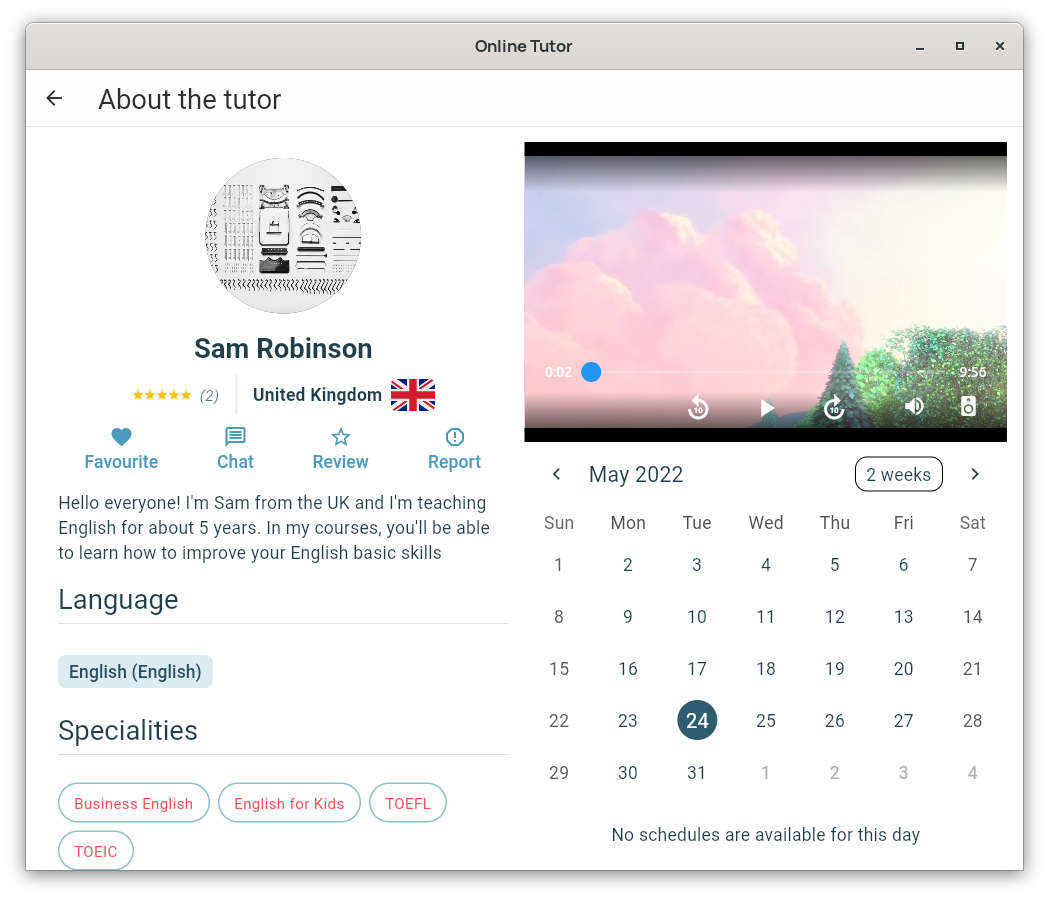 Online Tutor
About the tutor
Sam Robinson
(2) United Kingdom
Favourite Chat Review Report
Hello everyone! I'm Sam from the UK and I'm teaching
English for about 5 years. In my courses, you'll be able
to learn how to improve your English basic skills
Language
English (English)
Specialities
Business English English for Kids TOEFL
TOEIC
0:02 9:56
10 10
May 2022 2 weeks
Sun Mon Tue Wed Thu Fri Sat
1 2 3 4 5 6 7
8 9 10 11 12 13 14
15 16 17 18 19 20 21
22 23 24 25 26 27 28
29 30 31 1 2 3 4
No schedules are available for this day